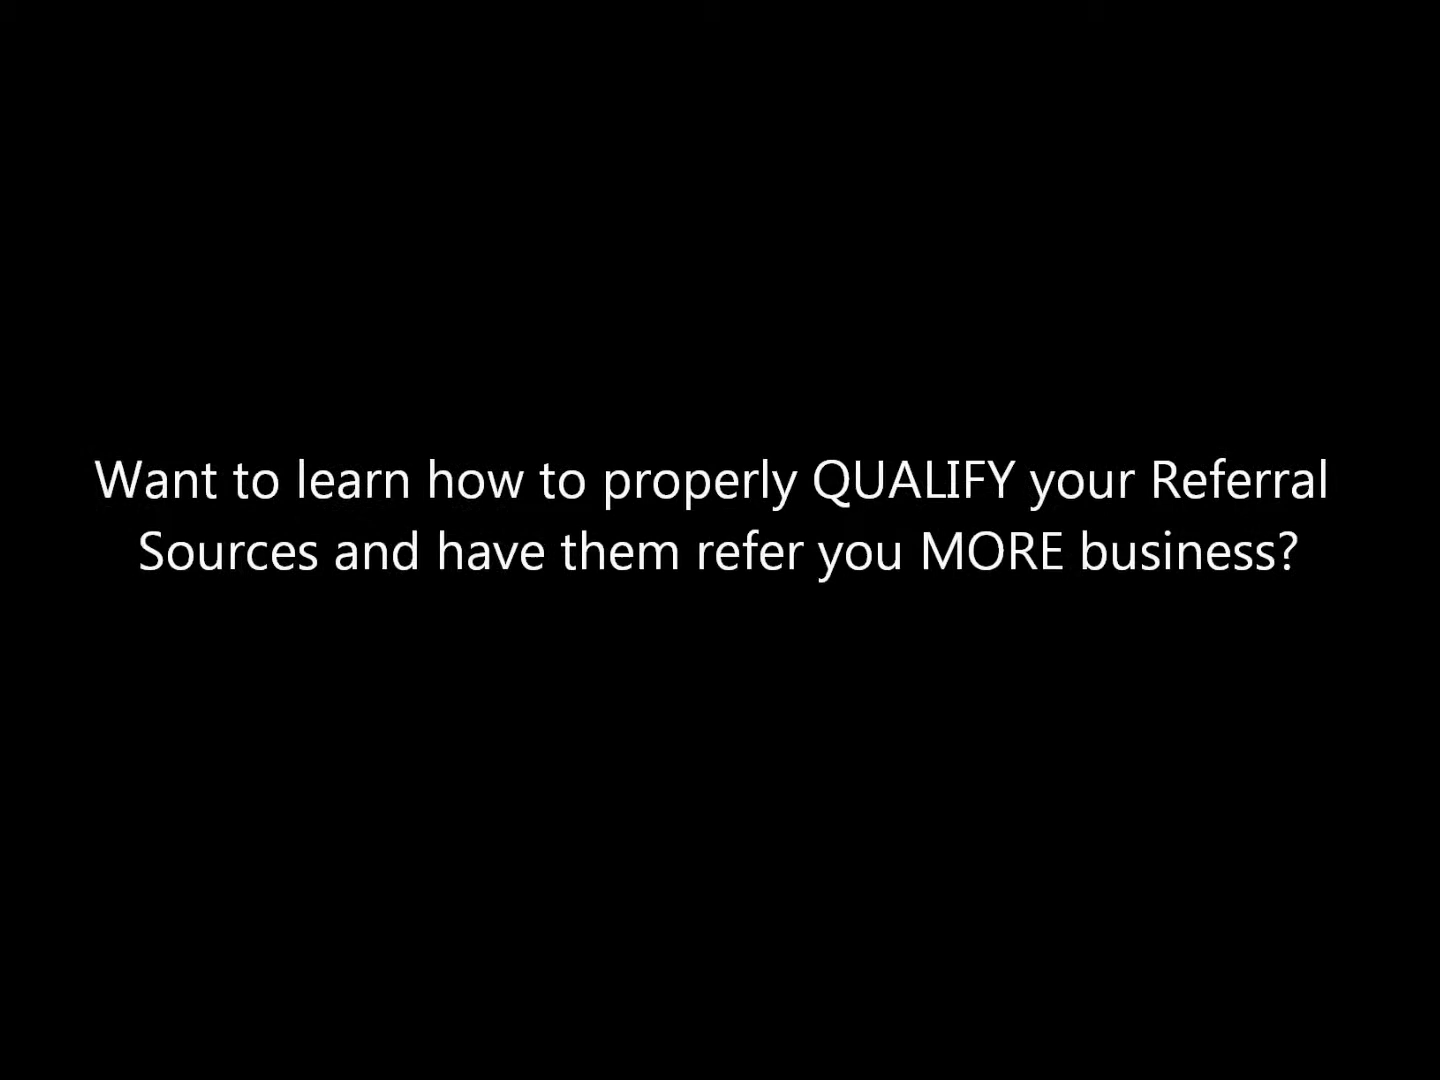 Want to learn how to properly QUALIFY your Referral
Sources and have them refer you MORE business?